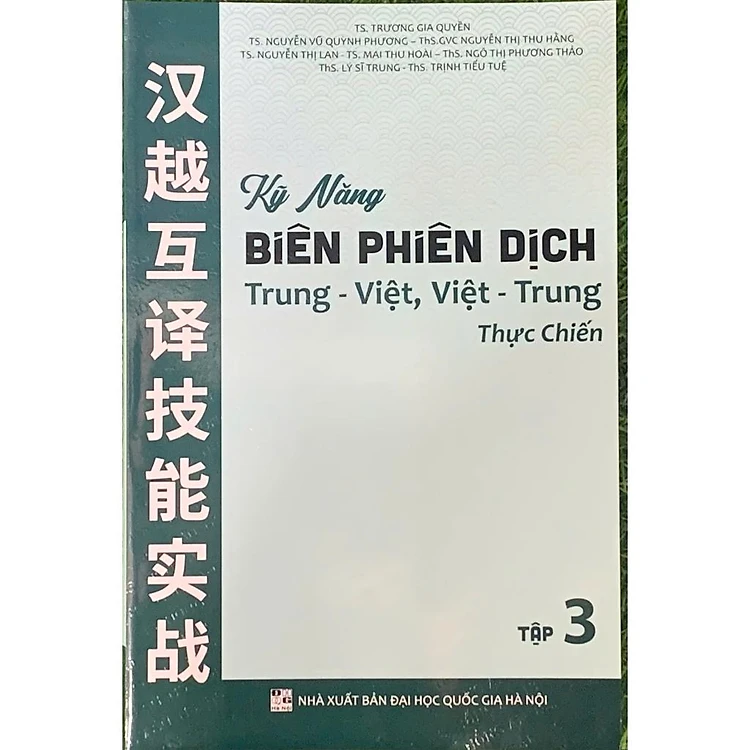 TS. TRƯƠNG GIA QUYỀN
TS. NGUYỄN VŨ QUỲNH PHƯƠNG – ThS.GVC NGUYỄN THỊ THU HẰNG
TS. NGUYỄN THỊ LAN - TS. MAI THU HOÀI – ThS. NGÔ THỊ PHƯƠNG THẢO
ThS. LÝ SĨ TRUNG - ThS. TRỊNH TIỂU TUỆ
汉越互译技能实战
Kỹ Năng
BIÊN PHIÊN DỊCH
Trung - Việt, Việt - Trung
Thực Chiến
TẬP 3
NHÀ XUẤT BẢN ĐẠI HỌC QUỐC GIA HÀ NỘI